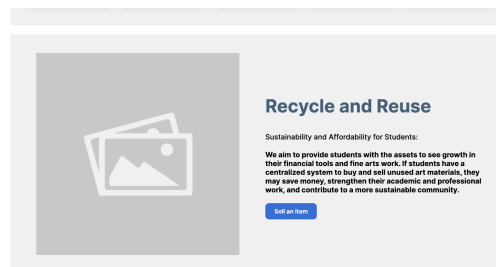 Recycle and Reuse
Sustainability and Affordability for Students:
We aim to provide students with the assets to see growth in
their financial tools and fine arts work. If students have a
centralized system to buy and sell unused art materials, they
may save money, strengthen their academic and professional
work, and contribute to a more sustainable community.
Sell an item